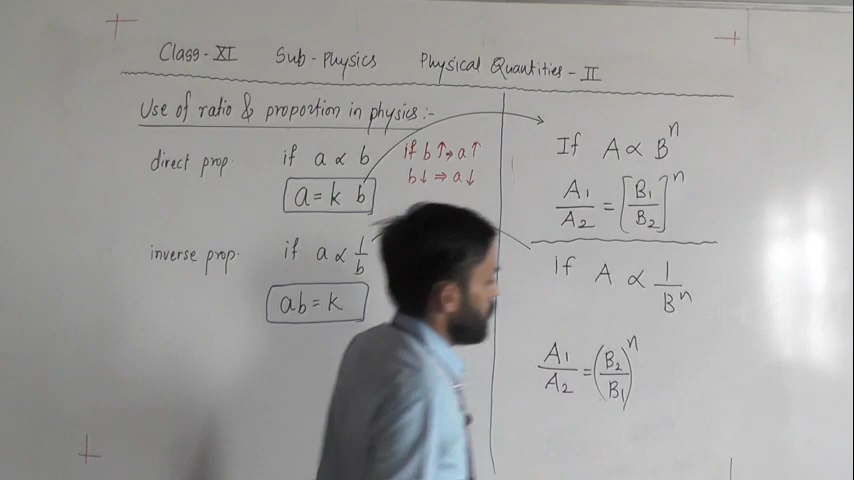 Class-XI Sub-Physics Physical Quantities-II
Use of ratio & proportion in physics:-
direct prop. if a ∝ b if b↑→a↑
a = k b b↓⇒a↓
inverse prop. if a ∝ 1/b
ab = k
If A ∝ B^n
A1/A2 = [B1/B2]^n
if A ∝ 1/B^n
A1/A2 = (B2/B1)^n